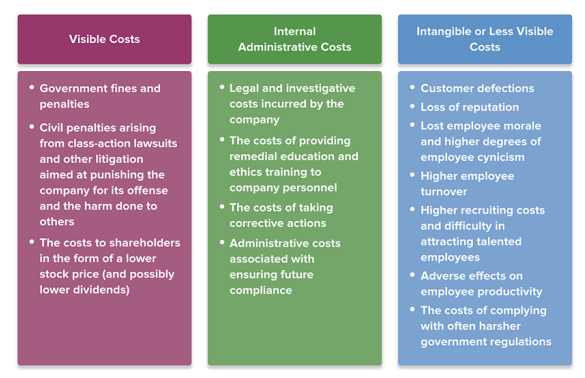 Visible Costs
• Government fines and
penalties
• Civil penalties arising
from class-action lawsuits
and other litigation
aimed at punishing the
company for its offense
and the harm done to
others
• The costs to shareholders
in the form of a lower
stock price (and possibly
lower dividends)
Internal
Administrative Costs
• Legal and investigative
costs incurred by the
company
• The costs of providing
remedial education and
ethics training to
company personnel
• The costs of taking
corrective actions
• Administrative costs
associated with
ensuring future
compliance
Intangible or Less Visible
Costs
• Customer defections
• Loss of reputation
• Lost employee morale
and higher degrees of
employee cynicism
• Higher employee
turnover
• Higher recruiting costs
and difficulty in
attracting talented
employees
• Adverse effects on
employee productivity
• The costs of complying
with often harsher
government regulations